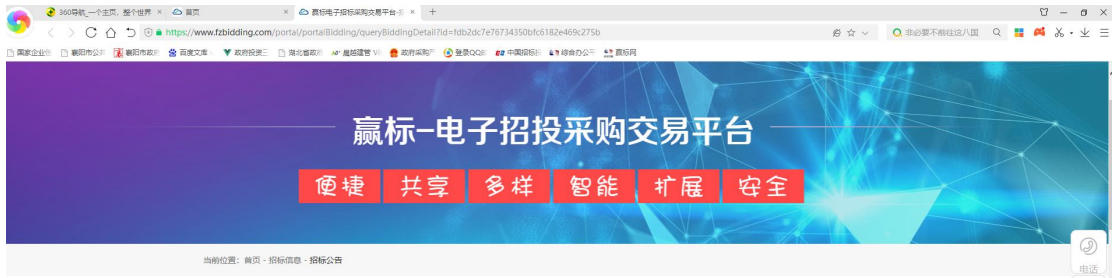 360导航_一个主页，整个世界
首页
赢标电子招标采购交易平台-招
https://www.fzbidding.com/portal/portalBidding/queryBiddingDetail?id=fdb2dc7e76734350bfc6182e469c275b
非必要不前往这八国
国家企业信 襄阳市公共 襄阳市政府 百度文库 政府投资三 湖北省政府 政府采购严 登录QQ邮 中国招标投 综合办公平 赢标网
赢标-电子招投采购交易平台
便捷 共享 多样 智能 扩展 安全
当前位置：首页 - 招标信息 - 招标公告
电话